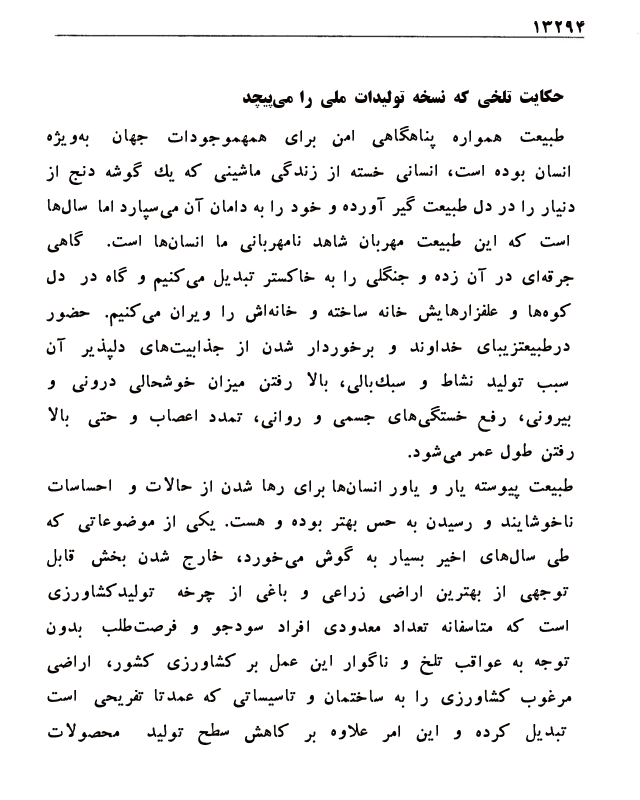 ۱۳۲۹۴
حکایت تلخی که نسخه تولیدات ملی را می‌پیچد
طبیعت همواره پناهگاهی امن برای همهموجودات جهان به‌ویژه
انسان بوده است، انسانی خسته از زندگی ماشینی که یك گوشه دنج از
دنیار را در دل طبیعت گیر آورده و خود را به دامان آن می‌سپارد اما سال‌ها
است که این طبیعت مهربان شاهد نامهربانی ما انسان‌ها است. گاهی
جرقه‌ای در آن زده و جنگلی را به خاکستر تبدیل می‌کنیم و گاه در دل
کوه‌ها و علفزارهایش خانه ساخته و خانه‌اش را ویران می‌کنیم. حضور
درطبیعتزیبای خداوند و برخوردار شدن از جذابیت‌های دلپذیر آن
سبب تولید نشاط و سبك‌بالی، بالا رفتن میزان خوشحالی درونی و
بیرونی، رفع خستگی‌های جسمی و روانی، تمدد اعصاب و حتی بالا
رفتن طول عمر می‌شود.
طبیعت پیوسته یار و یاور انسان‌ها برای رها شدن از حالات و احساسات
ناخوشایند و رسیدن به حس بهتر بوده و هست. یکی از موضوعاتی که
طی سال‌های اخیر بسیار به گوش می‌خورد، خارج شدن بخش قابل
توجهی از بهترین اراضی زراعی و باغی از چرخه تولیدکشاورزی
است که متاسفانه تعداد معدودی افراد سودجو و فرصت‌طلب بدون
توجه به عواقب تلخ و ناگوار این عمل بر کشاورزی کشور، اراضی
مرغوب کشاورزی را به ساختمان و تاسیساتی که عمدتا تفریحی است
تبدیل کرده و این امر علاوه بر کاهش سطح تولید محصولات